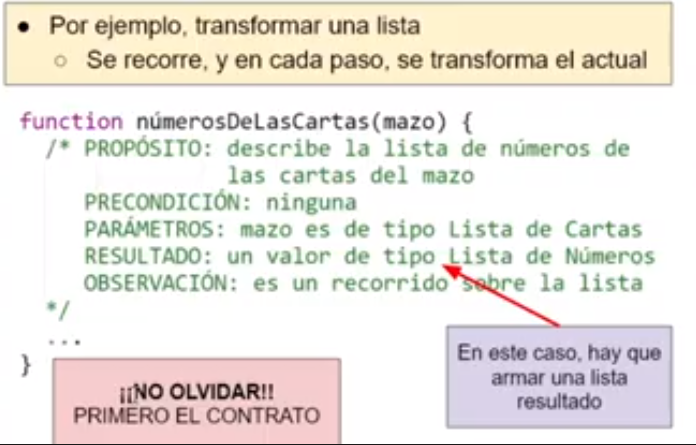 ● Por ejemplo, transformar una lista
○ Se recorre, y en cada paso, se transforma el actual
function númerosDeLasCartas(mazo) {
/* PROPÓSITO: describe la lista de números de
las cartas del mazo
PRECONDICIÓN: ninguna
PARÁMETROS: mazo es de tipo Lista de Cartas
RESULTADO: un valor de tipo Lista de Números
OBSERVACIÓN: es un recorrido sobre la lista
*/
...
}
En este caso, hay que
armar una lista
resultado
¡¡NO OLVIDAR!!
PRIMERO EL CONTRATO